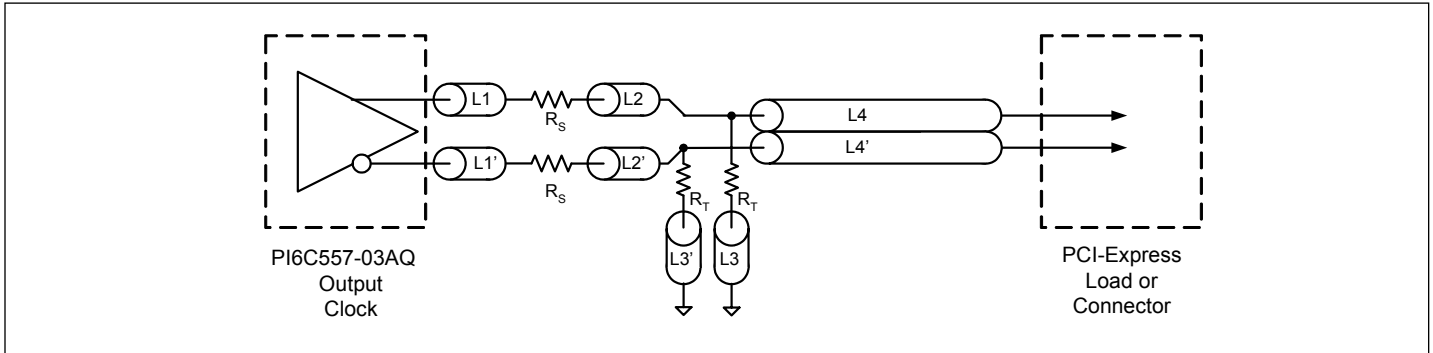 L1
R_S
L2
L4
L1'
R_S
L2'
L4'
R_T
R_T
L3'
L3
PI6C557-03AQ
Output
Clock
PCI-Express
Load or
Connector